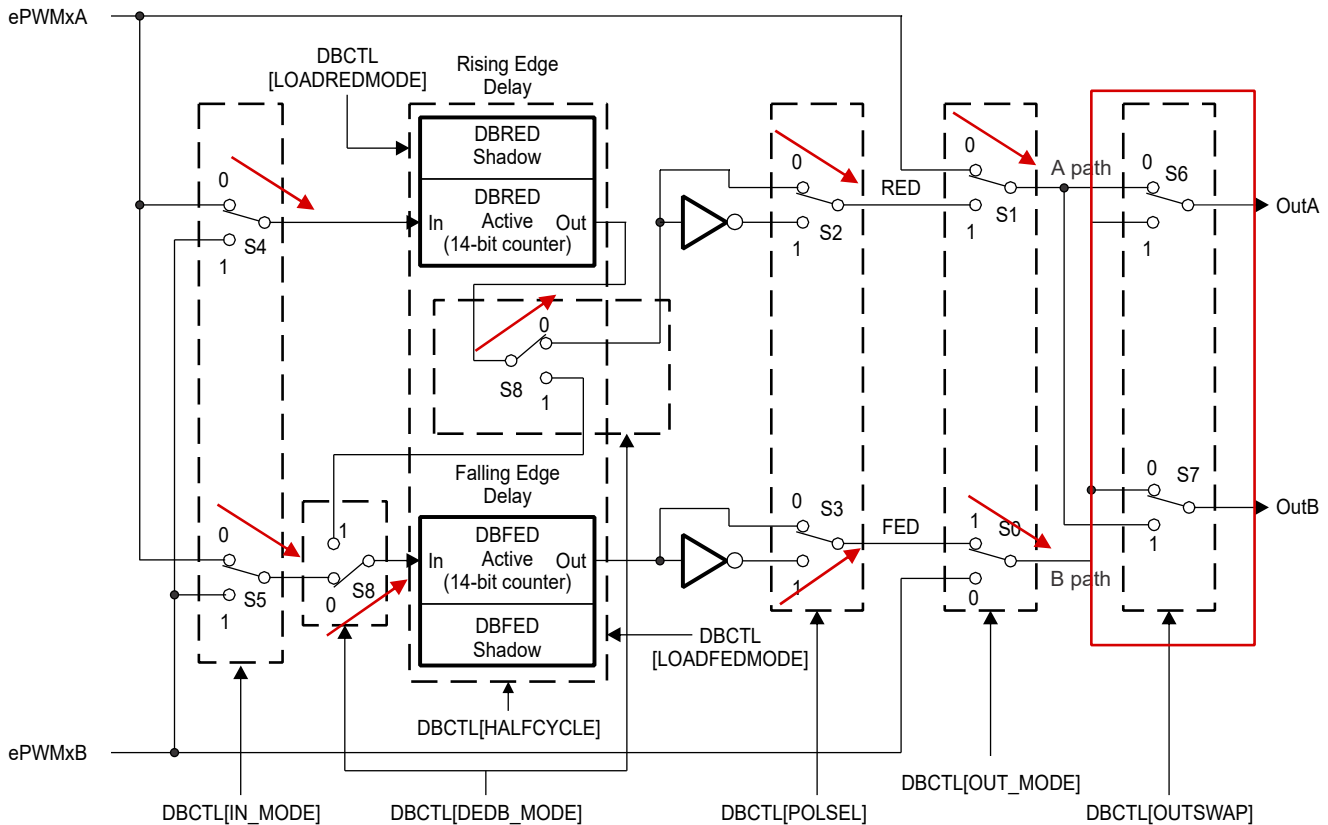 ePWMxA
DBCTL
[LOADREDMODE]
Rising Edge
Delay
DBRED
Shadow
DBRED
Active
(14-bit counter)
In
Out
0
S4
1
0
S2
1
RED
0
S1
1
A path
0
S6
1
OutA
0
S8
1
Falling Edge
Delay
DBFED
Active
(14-bit counter)
In
Out
DBFED
Shadow
0
S5
1
1
0
S8
0
S3
1
FED
1
S0
0
B path
0
S7
1
OutB
DBCTL
[LOADFEDMODE]
DBCTL[HALFCYCLE]
ePWMxB
DBCTL[IN_MODE]
DBCTL[DEDB_MODE]
DBCTL[POLSEL]
DBCTL[OUT_MODE]
DBCTL[OUTSWAP]